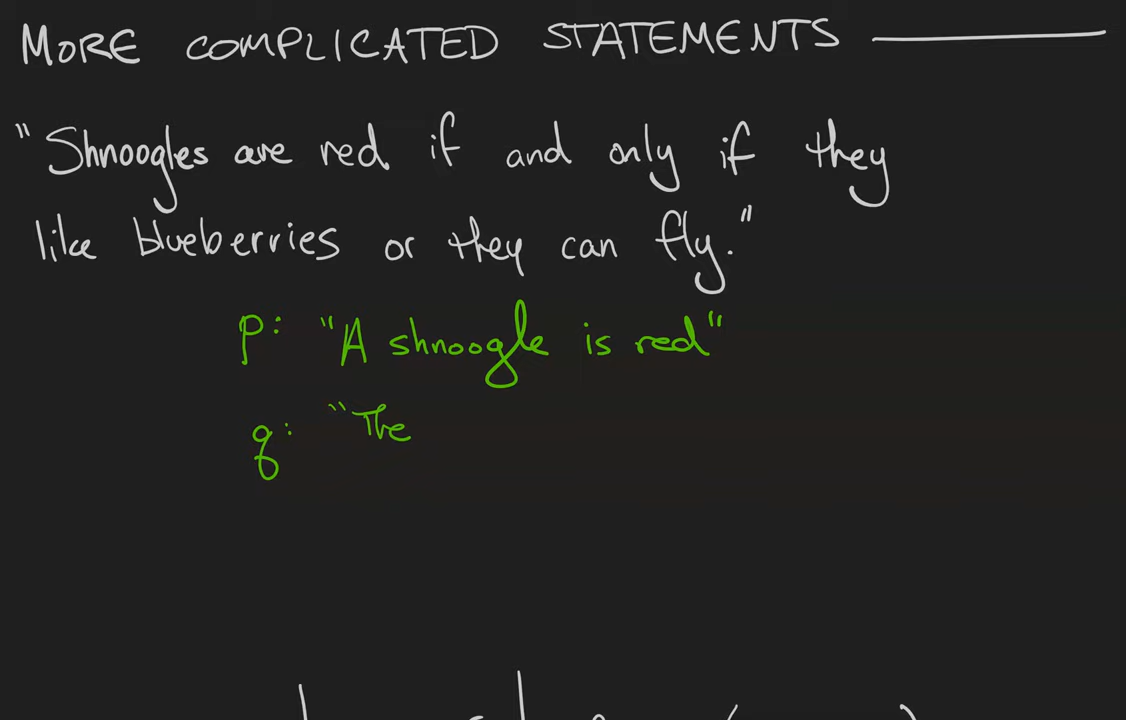 MORE COMPLICATED STATEMENTS
"Shnoogles are red if and only if they
like blueberries or they can fly."
p: "A shnoogle is red"
q: "The